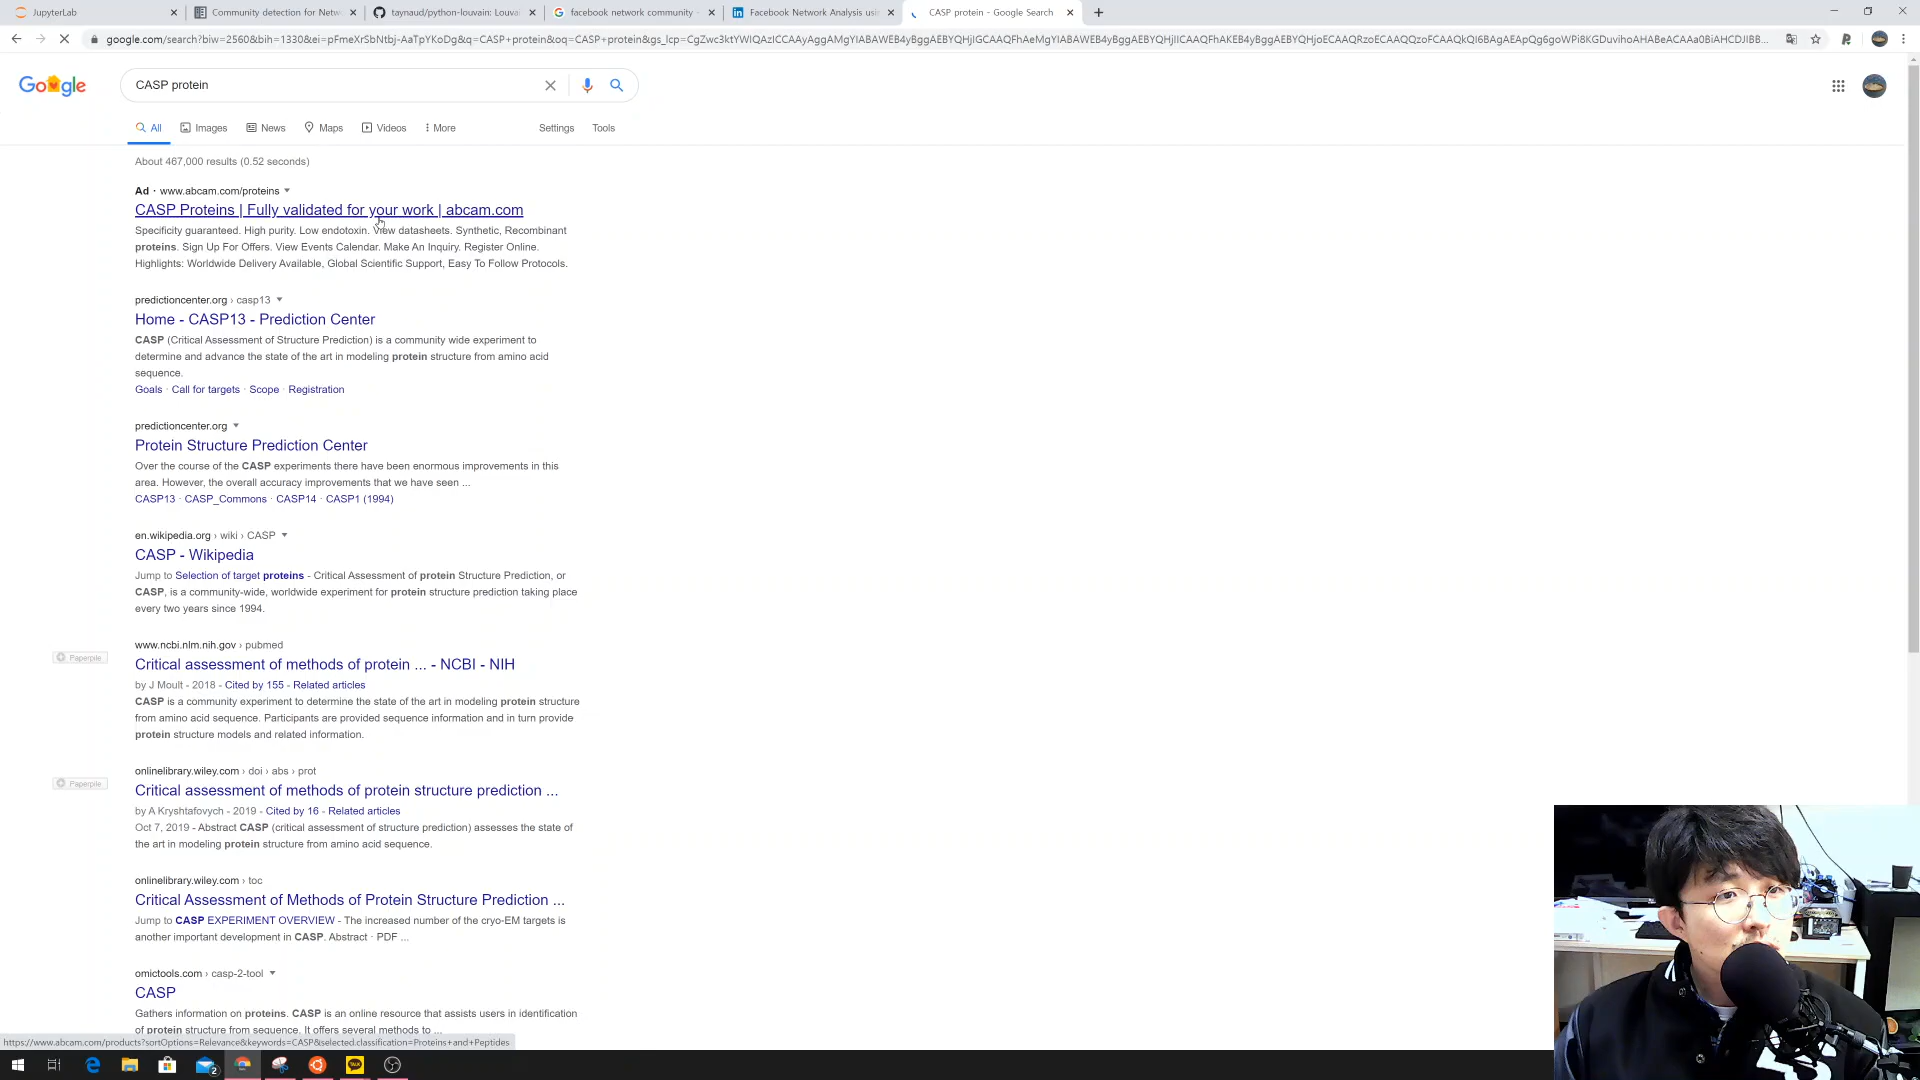 JupyterLab
Community detection for Netw
taynaud/python-louvain: Louvai
facebook network community -
Facebook Network Analysis usin
CASP protein - Google Search
Google
CASP protein
All Images News Maps Videos More Settings Tools
About 467,000 results (0.52 seconds)
Ad · www.abcam.com/proteins
CASP Proteins | Fully validated for your work | abcam.com
Specificity guaranteed. High purity. Low endotoxin. View datasheets. Synthetic, Recombinant
proteins. Sign Up For Offers. View Events Calendar. Make An Inquiry. Register Online.
Highlights: Worldwide Delivery Available, Global Scientific Support, Easy To Follow Protocols.
predictioncenter.org › casp13
Home - CASP13 - Prediction Center
CASP (Critical Assessment of Structure Prediction) is a community wide experiment to
determine and advance the state of the art in modeling protein structure from amino acid
sequence.
Goals · Call for targets · Scope · Registration
predictioncenter.org
Protein Structure Prediction Center
Over the course of the CASP experiments there have been enormous improvements in this
area. However, the overall accuracy improvements that we have seen ...
CASP13 · CASP_Commons · CASP14 · CASP1 (1994)
en.wikipedia.org › wiki › CASP
CASP - Wikipedia
Jump to Selection of target proteins - Critical Assessment of protein Structure Prediction, or
CASP, is a community-wide, worldwide experiment for protein structure prediction taking place
every two years since 1994.
www.ncbi.nlm.nih.gov › pubmed
Paperpile
Critical assessment of methods of protein ... - NCBI - NIH
by J Moult - 2018 - Cited by 155 - Related articles
CASP is a community experiment to determine the state of the art in modeling protein structure
from amino acid sequence. Participants are provided sequence information and in turn provide
protein structure models and related information.
onlinelibrary.wiley.com › doi › abs › prot
Paperpile
Critical assessment of methods of protein structure prediction ...
by A Kryshtafovych - 2019 - Cited by 16 - Related articles
Oct 7, 2019 - Abstract CASP (critical assessment of structure prediction) assesses the state of
the art in modeling protein structure from amino acid sequence.
onlinelibrary.wiley.com › toc
Critical Assessment of Methods of Protein Structure Prediction ...
Jump to CASP EXPERIMENT OVERVIEW - The increased number of the cryo-EM targets is
another important development in CASP. Abstract · PDF ...
omictools.com › casp-2-tool
CASP
Gathers information on proteins. CASP is an online resource that assists users in identification
of protein structure from sequence. It offers several methods to ...
https://www.abcam.com/products?sortOptions=Relevance&keywords=CASP&selected.classification=Proteins+and+Peptides
2
TALK